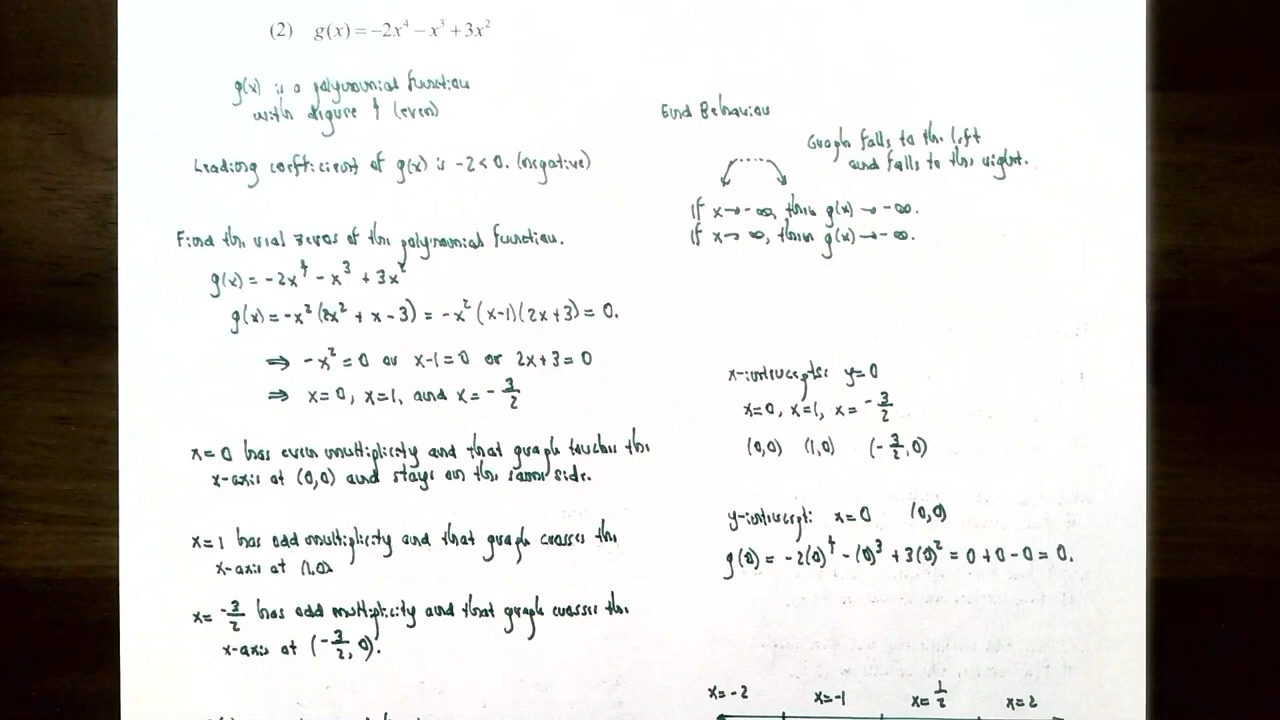 (2) g(x) = -2x⁴ - x³ + 3x²
g(x) is a polynomial function
with degree 4 (even)
Leading coefficient of g(x) is -2 < 0. (negative)
Find the real zeros of the polynomial function.
g(x) = -2x⁴ - x³ + 3x²
g(x) = -x² (2x² + x - 3) = -x² (x-1)(2x+3) = 0.
⇒ -x² = 0 or x-1 = 0 or 2x+3 = 0
⇒ x=0, x=1, and x = -3/2
x=0 has even multiplicity and that graph touches the
x-axis at (0,0) and stays on the same side.
x=1 has odd multiplicity and that graph crosses the
x-axis at (1,0)
x= -3/2 has odd multiplicity and that graph crosses the
x-axis at (-3/2, 0).
End Behavior
Graph falls to the left
and falls to the right.
If x→-∞, then g(x) → -∞.
If x→ ∞, then g(x) → -∞.
x-intercepts: y=0
x=0, x=1, x = -3/2
(0,0) (1,0) (-3/2, 0)
y-intercept: x=0 (0,0)
g(0) = -2(0)⁴ - (0)³ + 3(0)² = 0+0-0 = 0.
x=-2 x=-1 x=1/2 x=2